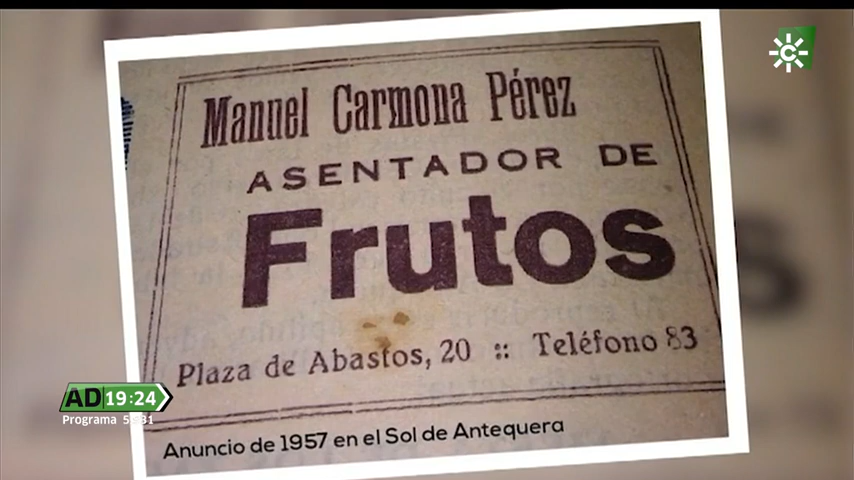 Manuel Carmona Pérez
ASENTADOR DE
Frutos
Plaza de Abastos, 20 :: Teléfono 83
Anuncio de 1957 en el Sol de Antequera
AD 19:24
Programa